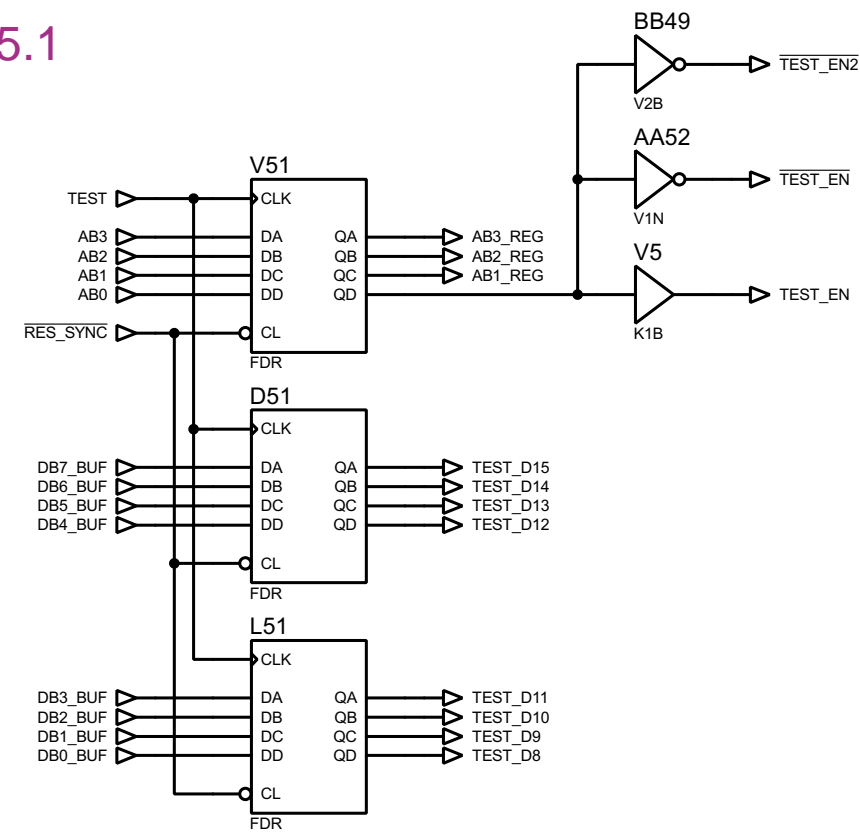 5.1
BB49
TEST_EN2
V2B
AA52
TEST_EN
V1N
V5
TEST_EN
K1B
V51
TEST CLK
AB3 DA QA AB3_REG
AB2 DB QB AB2_REG
AB1 DC QC AB1_REG
AB0 DD QD
RES_SYNC CL
FDR
D51
CLK
DB7_BUF DA QA TEST_D15
DB6_BUF DB QB TEST_D14
DB5_BUF DC QC TEST_D13
DB4_BUF DD QD TEST_D12
CL
FDR
L51
CLK
DB3_BUF DA QA TEST_D11
DB2_BUF DB QB TEST_D10
DB1_BUF DC QC TEST_D9
DB0_BUF DD QD TEST_D8
CL
FDR